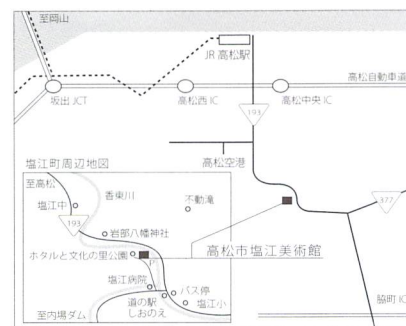 至岡山
JR 高松駅
高松自動車道
坂出 JCT
高松西 IC
高松中央 IC
193
高松空港
塩江町周辺地図
至高松
香東川
不動滝
塩江中
377
193
岩部八幡神社
ホタルと文化の里公園
P
高松市塩江美術館
塩江病院
バス停
道の駅
しおのえ
塩江小
脇町 IC
至内場ダム